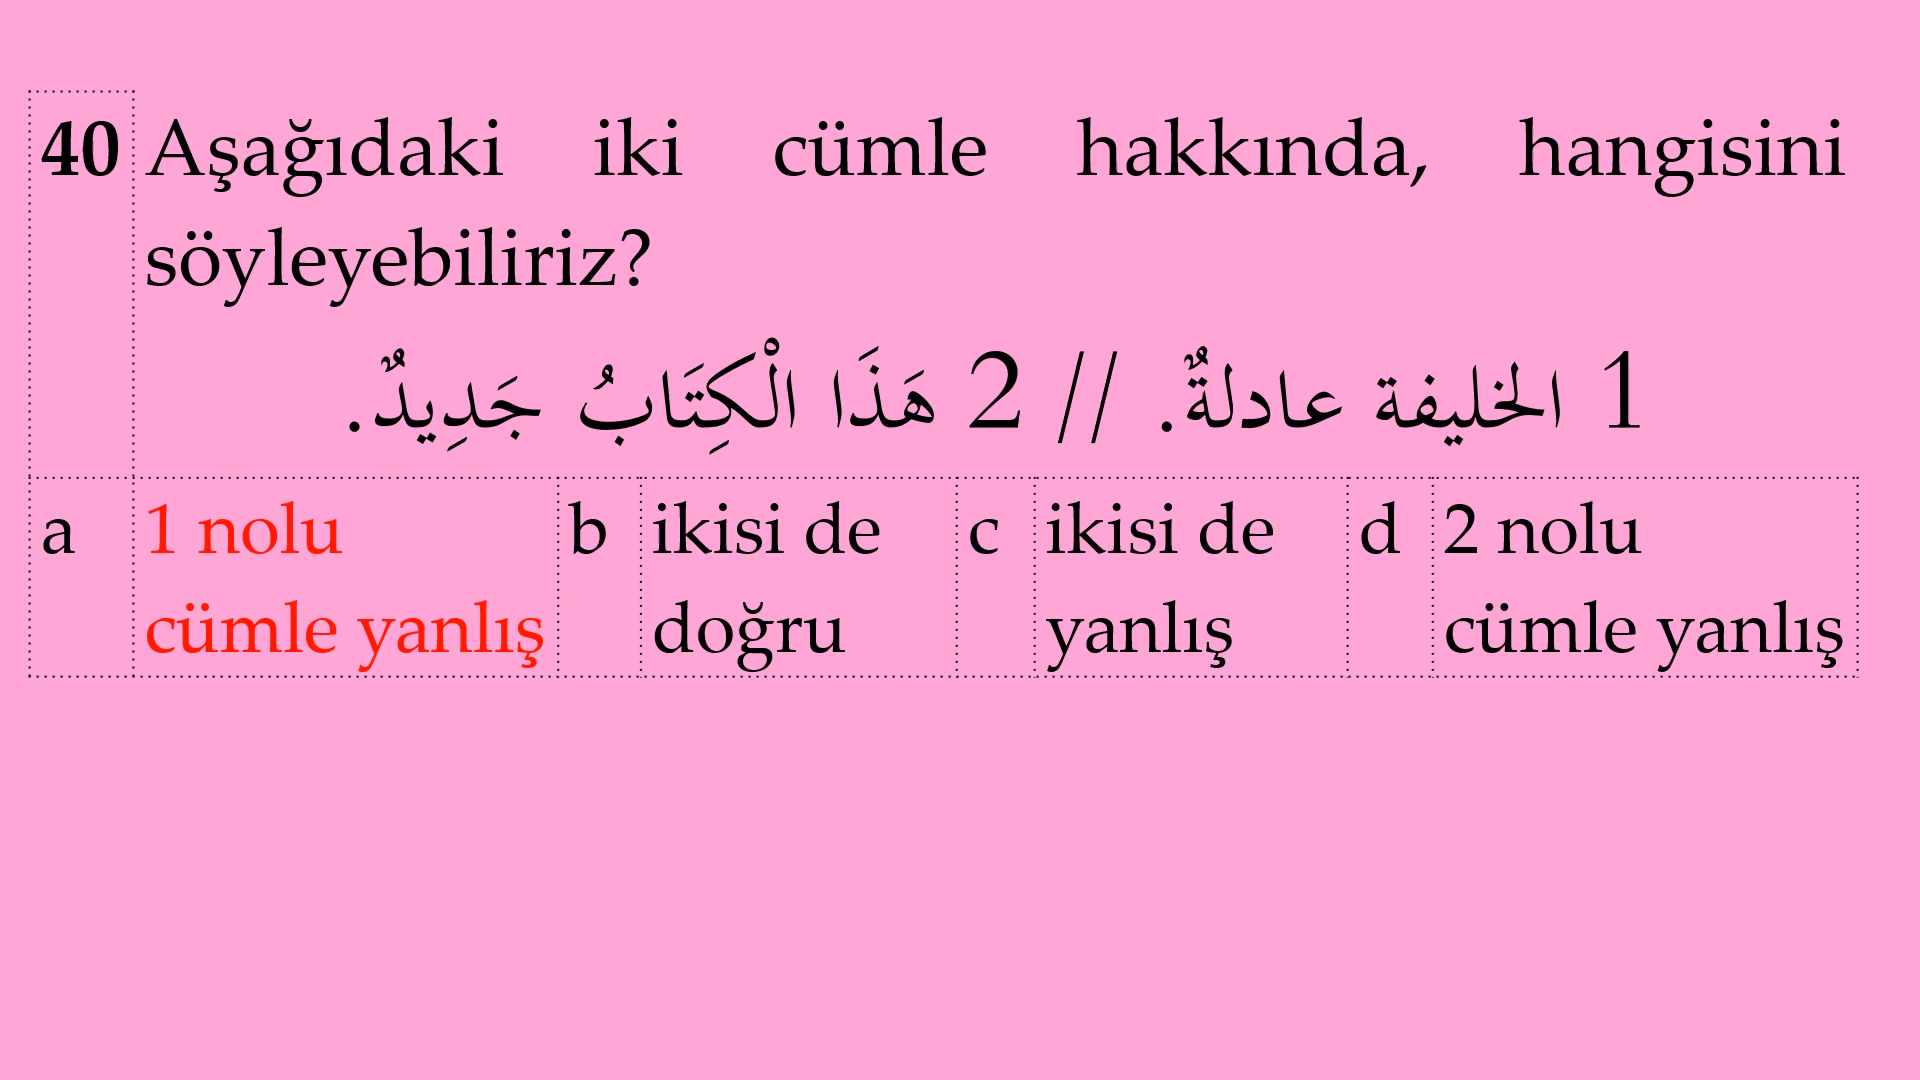 40 Aşağıdaki iki cümle hakkında, hangisini
söyleyebiliriz?
1 الخليفة عادلةٌ. // 2 هَذَا الْكِتَابُ جَدِيدٌ.
a 1 nolu b ikisi de c ikisi de d 2 nolu
cümle yanlış doğru yanlış cümle yanlış